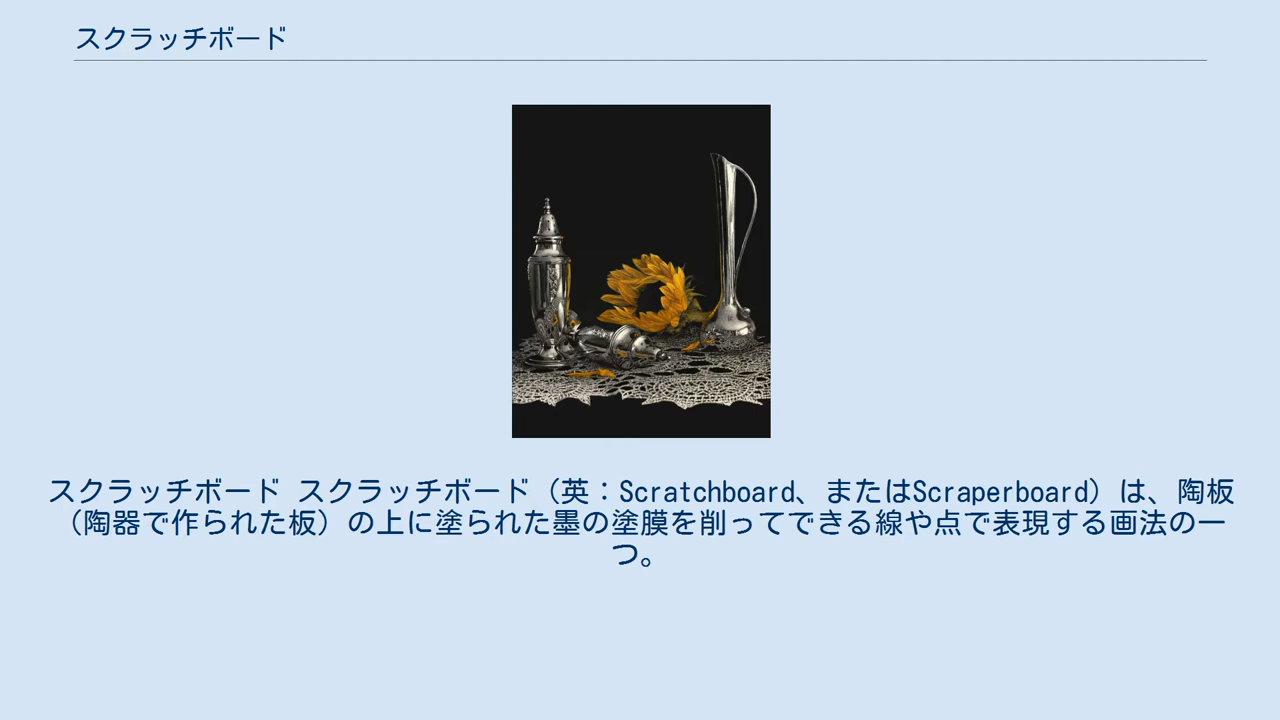 スクラッチボード
スクラッチボード スクラッチボード（英：Scratchboard、またはScraperboard）は、陶板
（陶器で作られた板）の上に塗られた墨の塗膜を削ってできる線や点で表現する画法の一
つ。